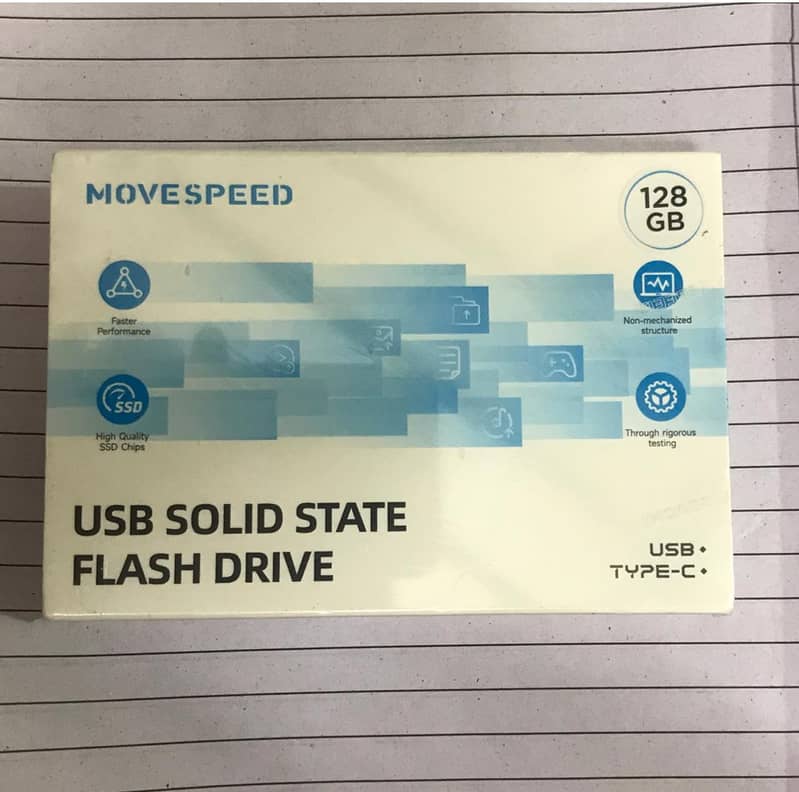 MOVESPEED
128
GB
Faster
Performance
Non-mechanized
structure
SSD
High Quality
SSD Chips
Through rigorous
testing
USB SOLID STATE
FLASH DRIVE
USB
TYPE-C